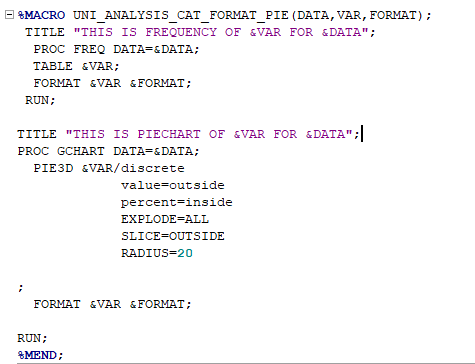 %MACRO UNI_ANALYSIS_CAT_FORMAT_PIE(DATA,VAR,FORMAT);
TITLE "THIS IS FREQUENCY OF &VAR FOR &DATA";
PROC FREQ DATA=&DATA;
TABLE &VAR;
FORMAT &VAR &FORMAT;
RUN;
TITLE "THIS IS PIECHART OF &VAR FOR &DATA";
PROC GCHART DATA=&DATA;
PIE3D &VAR/discrete
value=outside
percent=inside
EXPLODE=ALL
SLICE=OUTSIDE
RADIUS=20
;
FORMAT &VAR &FORMAT;
RUN;
%MEND;